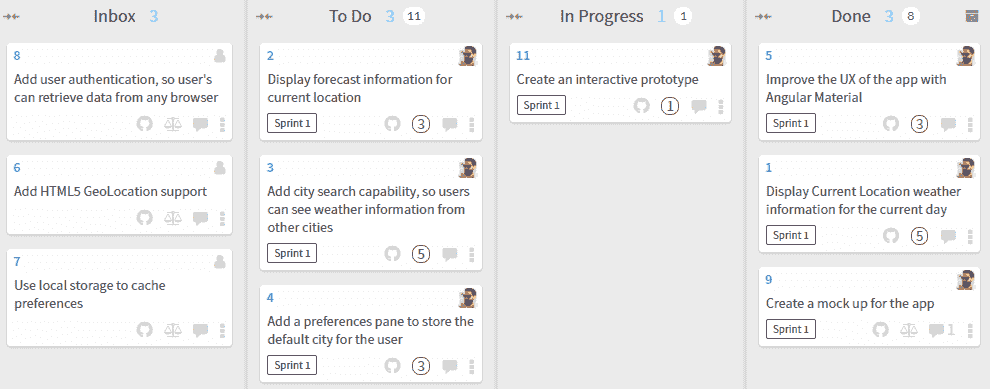 Inbox 3
8
Add user authentication, so user's
can retrieve data from any browser
6
Add HTML5 GeoLocation support
7
Use local storage to cache
preferences
To Do 3 11
2
Display forecast information for
current location
Sprint 1 3
3
Add city search capability, so users
can see weather information from
other cities
Sprint 1 5
4
Add a preferences pane to store the
default city for the user
Sprint 1 3
In Progress 1 1
11
Create an interactive prototype
Sprint 1 1
Done 3 8
5
Improve the UX of the app with
Angular Material
Sprint 1 3
1
Display Current Location weather
information for the current day
Sprint 1 5
9
Create a mock up for the app
Sprint 1 1